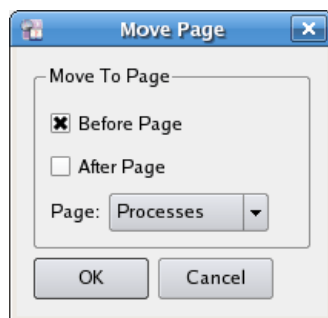 Move Page
Move To Page
Before Page
After Page
Page: Processes
OK Cancel